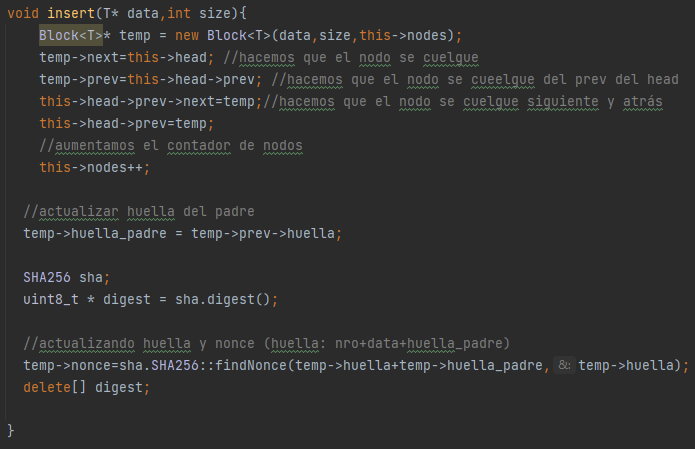 void insert(T* data,int size){
Block<T>* temp = new Block<T>(data,size,this->nodes);
temp->next=this->head; //hacemos que el nodo se cuelgue
temp->prev=this->head->prev; //hacemos que el nodo se cueelgue del prev del head
this->head->prev->next=temp;//hacemos que el nodo se cuelgue siguiente y atrás
this->head->prev=temp;
//aumentamos el contador de nodos
this->nodes++;
//actualizar huella del padre
temp->huella_padre = temp->prev->huella;
SHA256 sha;
uint8_t * digest = sha.digest();
//actualizando huella y nonce (huella: nro+data+huella_padre)
temp->nonce=sha.SHA256::findNonce(temp->huella+temp->huella_padre, &: temp->huella);
delete[] digest;
}